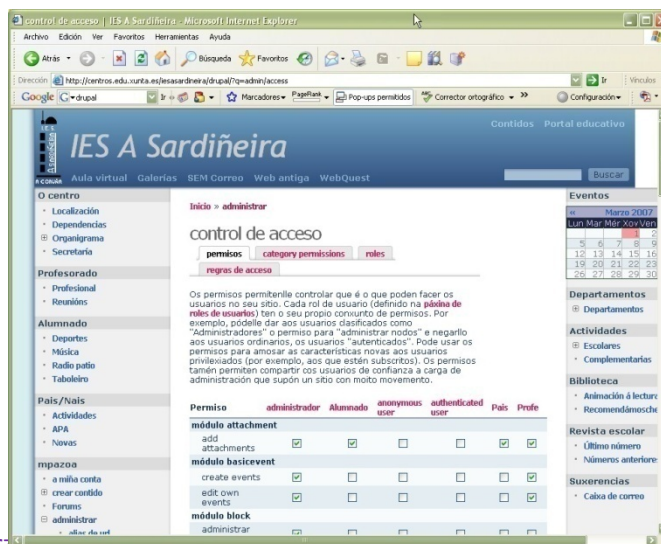 control de acceso | IES A Sardiñeira - Microsoft Internet Explorer
Archivo Edición Ver Favoritos Herramientas Ayuda
Atrás Búsqueda Favoritos
Dirección http://centros.edu.xunta.es/iesasardineira/drupal/?q=admin/access Ir Vínculos
Google drupal Ir Marcadores PageRank Pop-ups permitidos Corrector ortográfico Configuración
Contidos Portal educativo
IES A Sardiñeira
Aula virtual Galerías SEM Correo Web antiga WebQuest Buscar
O centro
Localización
Dependencias
Organigrama
Secretaría
Profesorado
Profesional
Reunións
Alumnado
Deportes
Música
Radio patio
Taboleiro
Pais/Nais
Actividades
APA
Novas
mpazoa
a miña conta
crear contido
Forums
administrar
alias de url
Inicio » administrar
control de acceso
permisos category permissions roles
regras de acceso
Os permisos permítenlle controlar que é o que poden facer os
usuarios no seu sitio. Cada rol de usuario (definido na páxina de
roles de usuarios) ten o seu propio conxunto de permisos. Por
exemplo, pódelle dar aos usuarios clasificados como
"Administradores" o permiso para "administrar nodes" e negarllo
aos usuarios ordinarios, os usuarios "autenticados". Pode usar os
permisos para amosar as características novas aos usuarios
privilexiados (por exemplo, aos que estén subscritos). Os permisos
tamén permiten compartir cos usuarios de confianza a carga de
administración que supón un sitio con moito movemento.
Permiso administrador Alumnado anonymous user authenticated user Pais Profe
módulo attachment
add attachments
módulo basicevent
create events
edit own events
módulo block
administrar
Eventos
« Marzo 2007
Lun Mar Mér Xov Ven
1 2
5 6 7 8 9
12 13 14 15 16
19 20 21 22 23
26 27 28 29 30
Departamentos
Departamentos
Actividades
Escolares
Complementarias
Biblioteca
Animación á lectura
Recomendámosche
Revista escolar
Último número
Números anteriore
Suxerencias
Caixa de correo